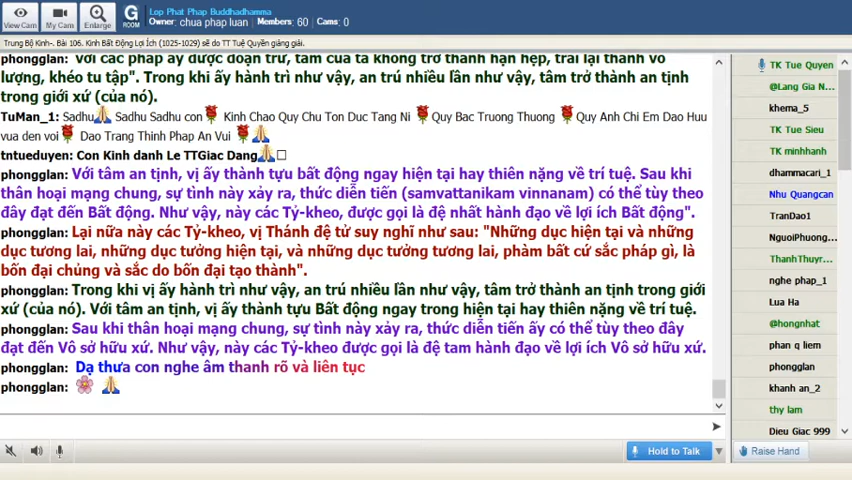 Lop Phat Phap Buddhadhamma
Owner: chua phap luan   Members: 60   Cams: 0
View Cam
My Cam
Enlarge
G
ROOM
Trung Bộ Kinh-. Bài 106. Kinh Bất Động Lợi Ích (1025-1029) sẽ do TT Tuệ Quyền giảng giải.
phongglan: Với các pháp ấy được đoạn trừ, tâm của ta không trở thành hạn hẹp, trái lại thành vô
lượng, khéo tu tập". Trong khi ấy hành trì như vậy, an trú nhiều lần như vậy, tâm trở thành an tịnh
trong giới xứ (của nó).
TuMan_1: Sadhu Sadhu Sadhu con Kinh Chao Quy Chu Ton Duc Tang Ni Quy Bac Truong Thuong Quy Anh Chi Em Dao Huu
vua den voi Dao Trang Thinh Phap An Vui
tntueduyen: Con Kinh danh Le TTGiac Dang
phongglan: Với tâm an tịnh, vị ấy thành tựu bất động ngay hiện tại hay thiên nặng về trí tuệ. Sau khi
thân hoại mạng chung, sự tình này xảy ra, thức diễn tiến (samvattanikam vinnanam) có thể tùy theo
đây đạt đến Bất động. Như vậy, này các Tỷ-kheo, được gọi là đệ nhất hành đạo về lợi ích Bất động".
phongglan: Lại nữa này các Tỷ-kheo, vị Thánh đệ tử suy nghĩ như sau: "Những dục hiện tại và những
dục tương lai, những dục tưởng hiện tại, và những dục tưởng tương lai, phàm bất cứ sắc pháp gì, là
bốn đại chủng và sắc do bốn đại tạo thành".
phongglan: Trong khi vị ấy hành trì như vậy, an trú nhiều lần như vậy, tâm trở thành an tịnh trong giới
xứ (của nó). Với tâm an tịnh, vị ấy thành tựu Bất động ngay trong hiện tại hay thiên nặng về trí tuệ.
phongglan: Sau khi thân hoại mạng chung, sự tình này xảy ra, thức diễn tiến ấy có thể tùy theo đây
đạt đến Vô sở hữu xứ. Như vậy, này các Tỷ-kheo được gọi là đệ tam hành đạo về lợi ích Vô sở hữu xứ.
phongglan: Dạ thưa con nghe âm thanh rõ và liên tục
phongglan:
Hold to Talk
TK Tue Quyen
@Lang Gia N...
khema_5
TK Tue Sieu
TK minhhanh
dhammacari_1
Nhu Quangcan
TranDao1
NguoiPhuong...
ThanhThuyr...
nghe phap_1
Lua Ha
@hongnhat
phan q liem
phongglan
khanh an_2
thy lam
Dieu Giac 999
Raise Hand